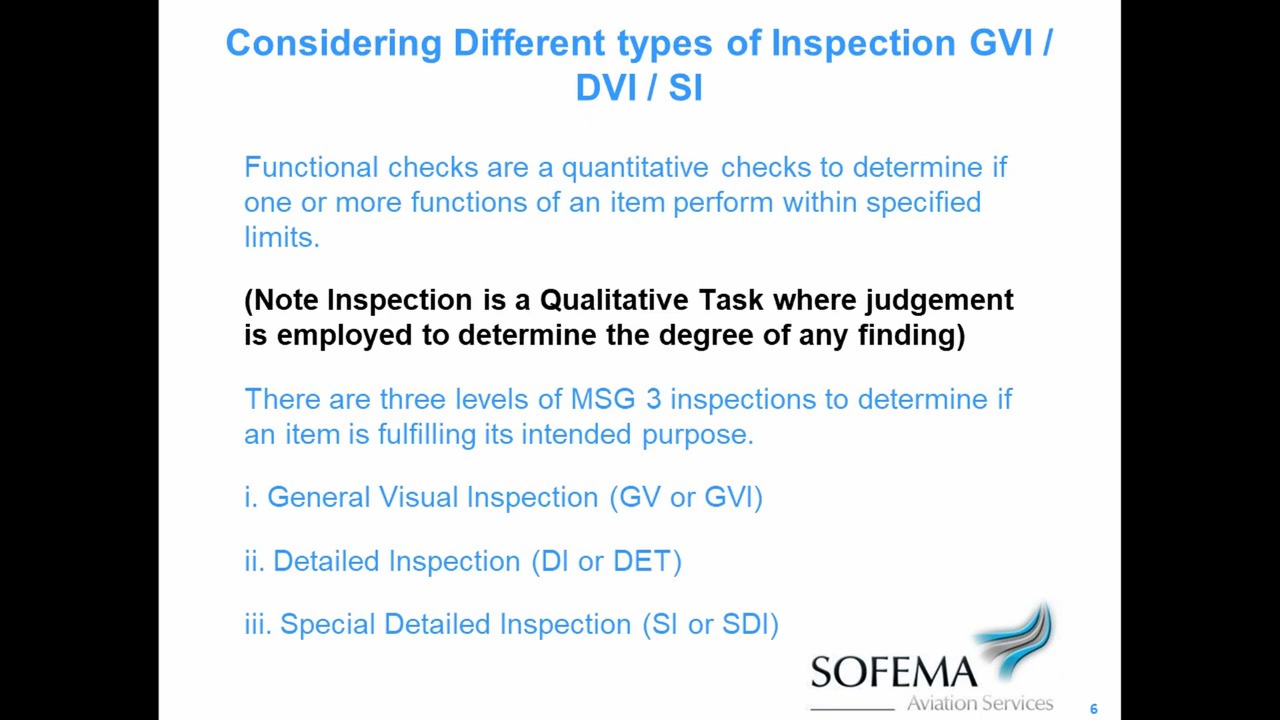 Considering Different types of Inspection GVI /
DVI / SI
Functional checks are a quantitative checks to determine if
one or more functions of an item perform within specified
limits.
(Note Inspection is a Qualitative Task where judgement
is employed to determine the degree of any finding)
There are three levels of MSG 3 inspections to determine if
an item is fulfilling its intended purpose.
i. General Visual Inspection (GV or GVI)
ii. Detailed Inspection (DI or DET)
iii. Special Detailed Inspection (SI or SDI)
SOFEMA
Aviation Services
6